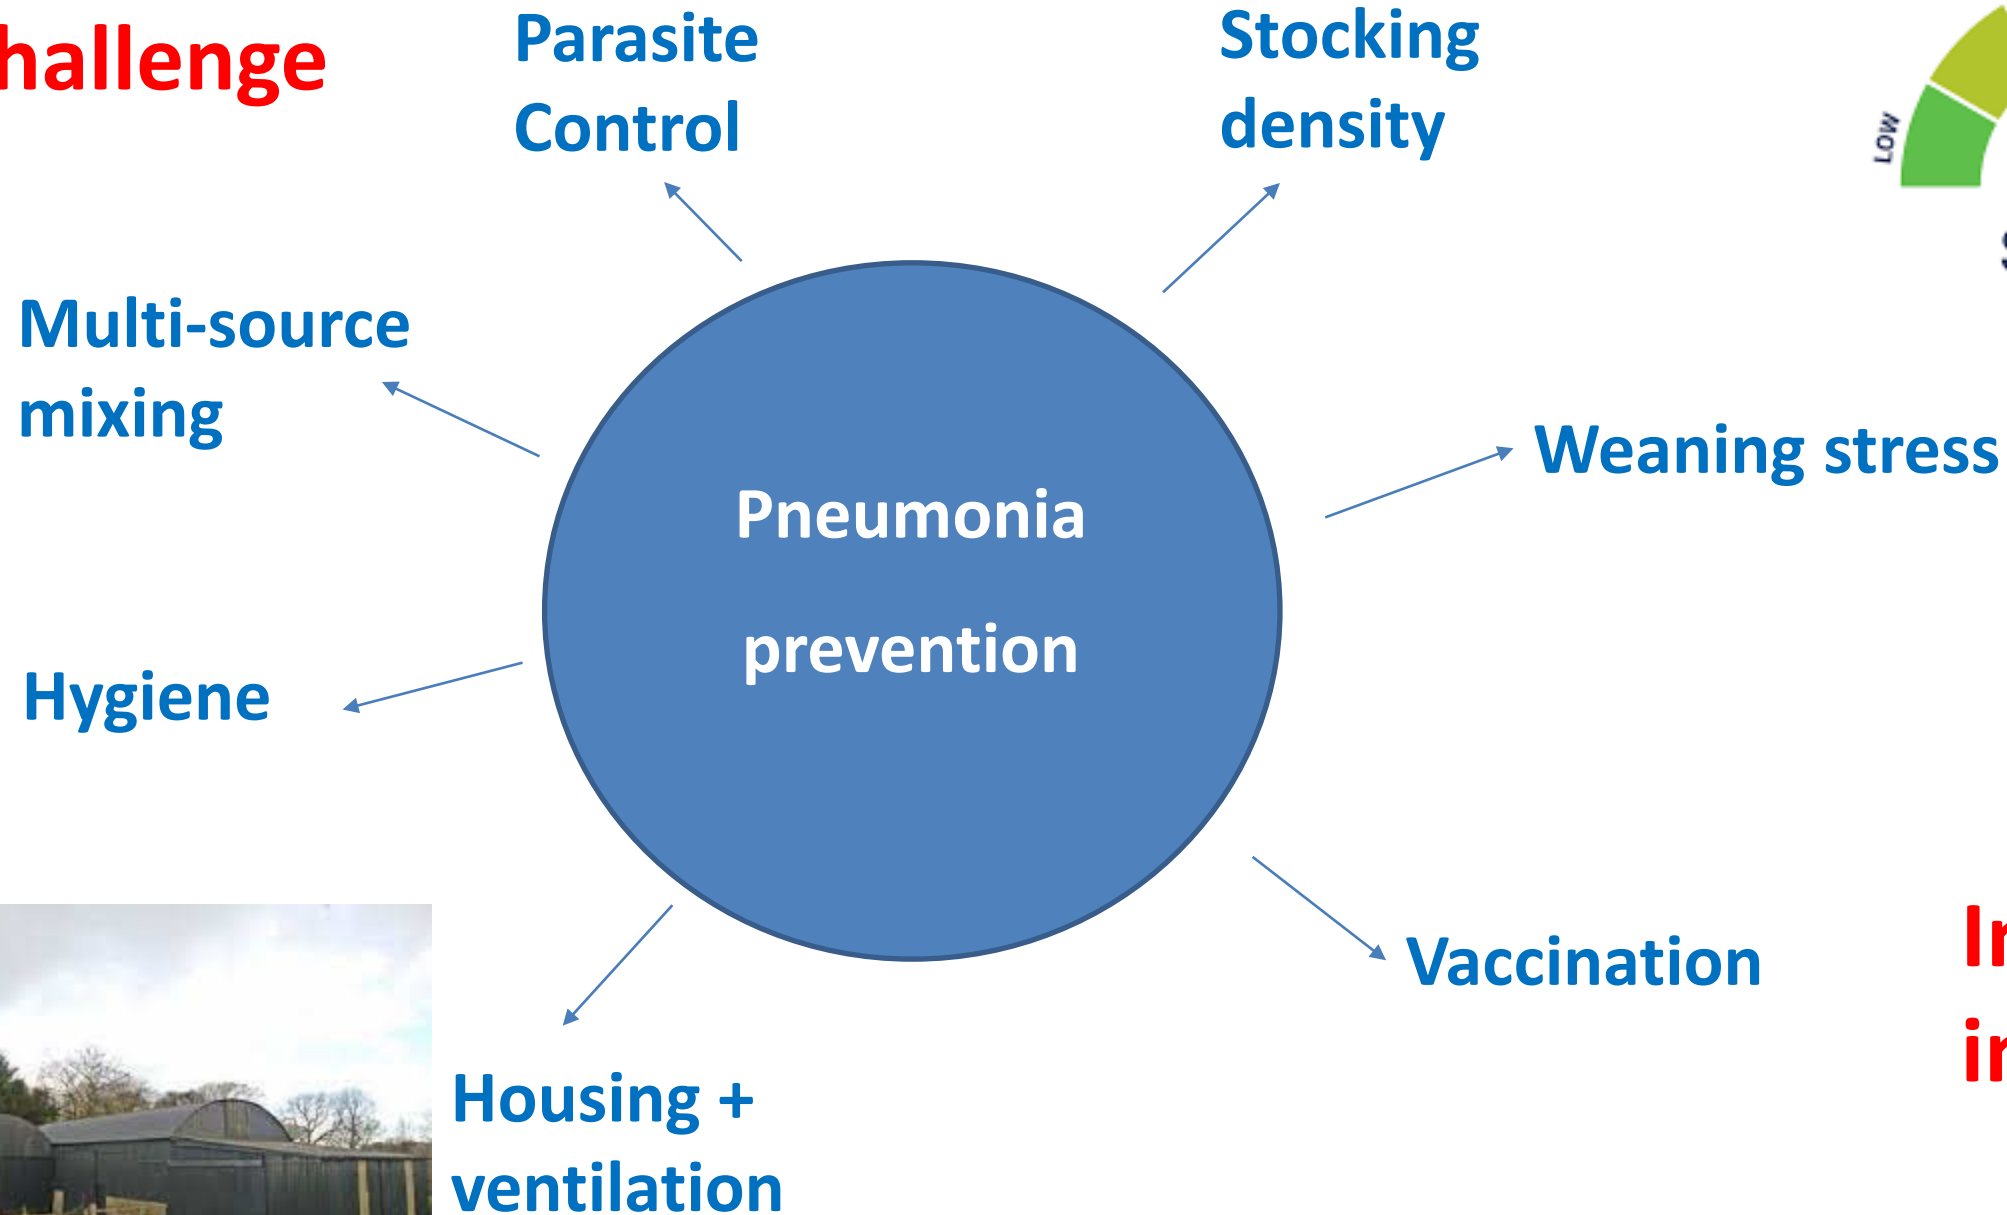 hallenge
Parasite
Control
Stocking
density
LOW
Multi-source
mixing
Weaning stress
Pneumonia
prevention
Hygiene
Vaccination
Housing +
ventilation